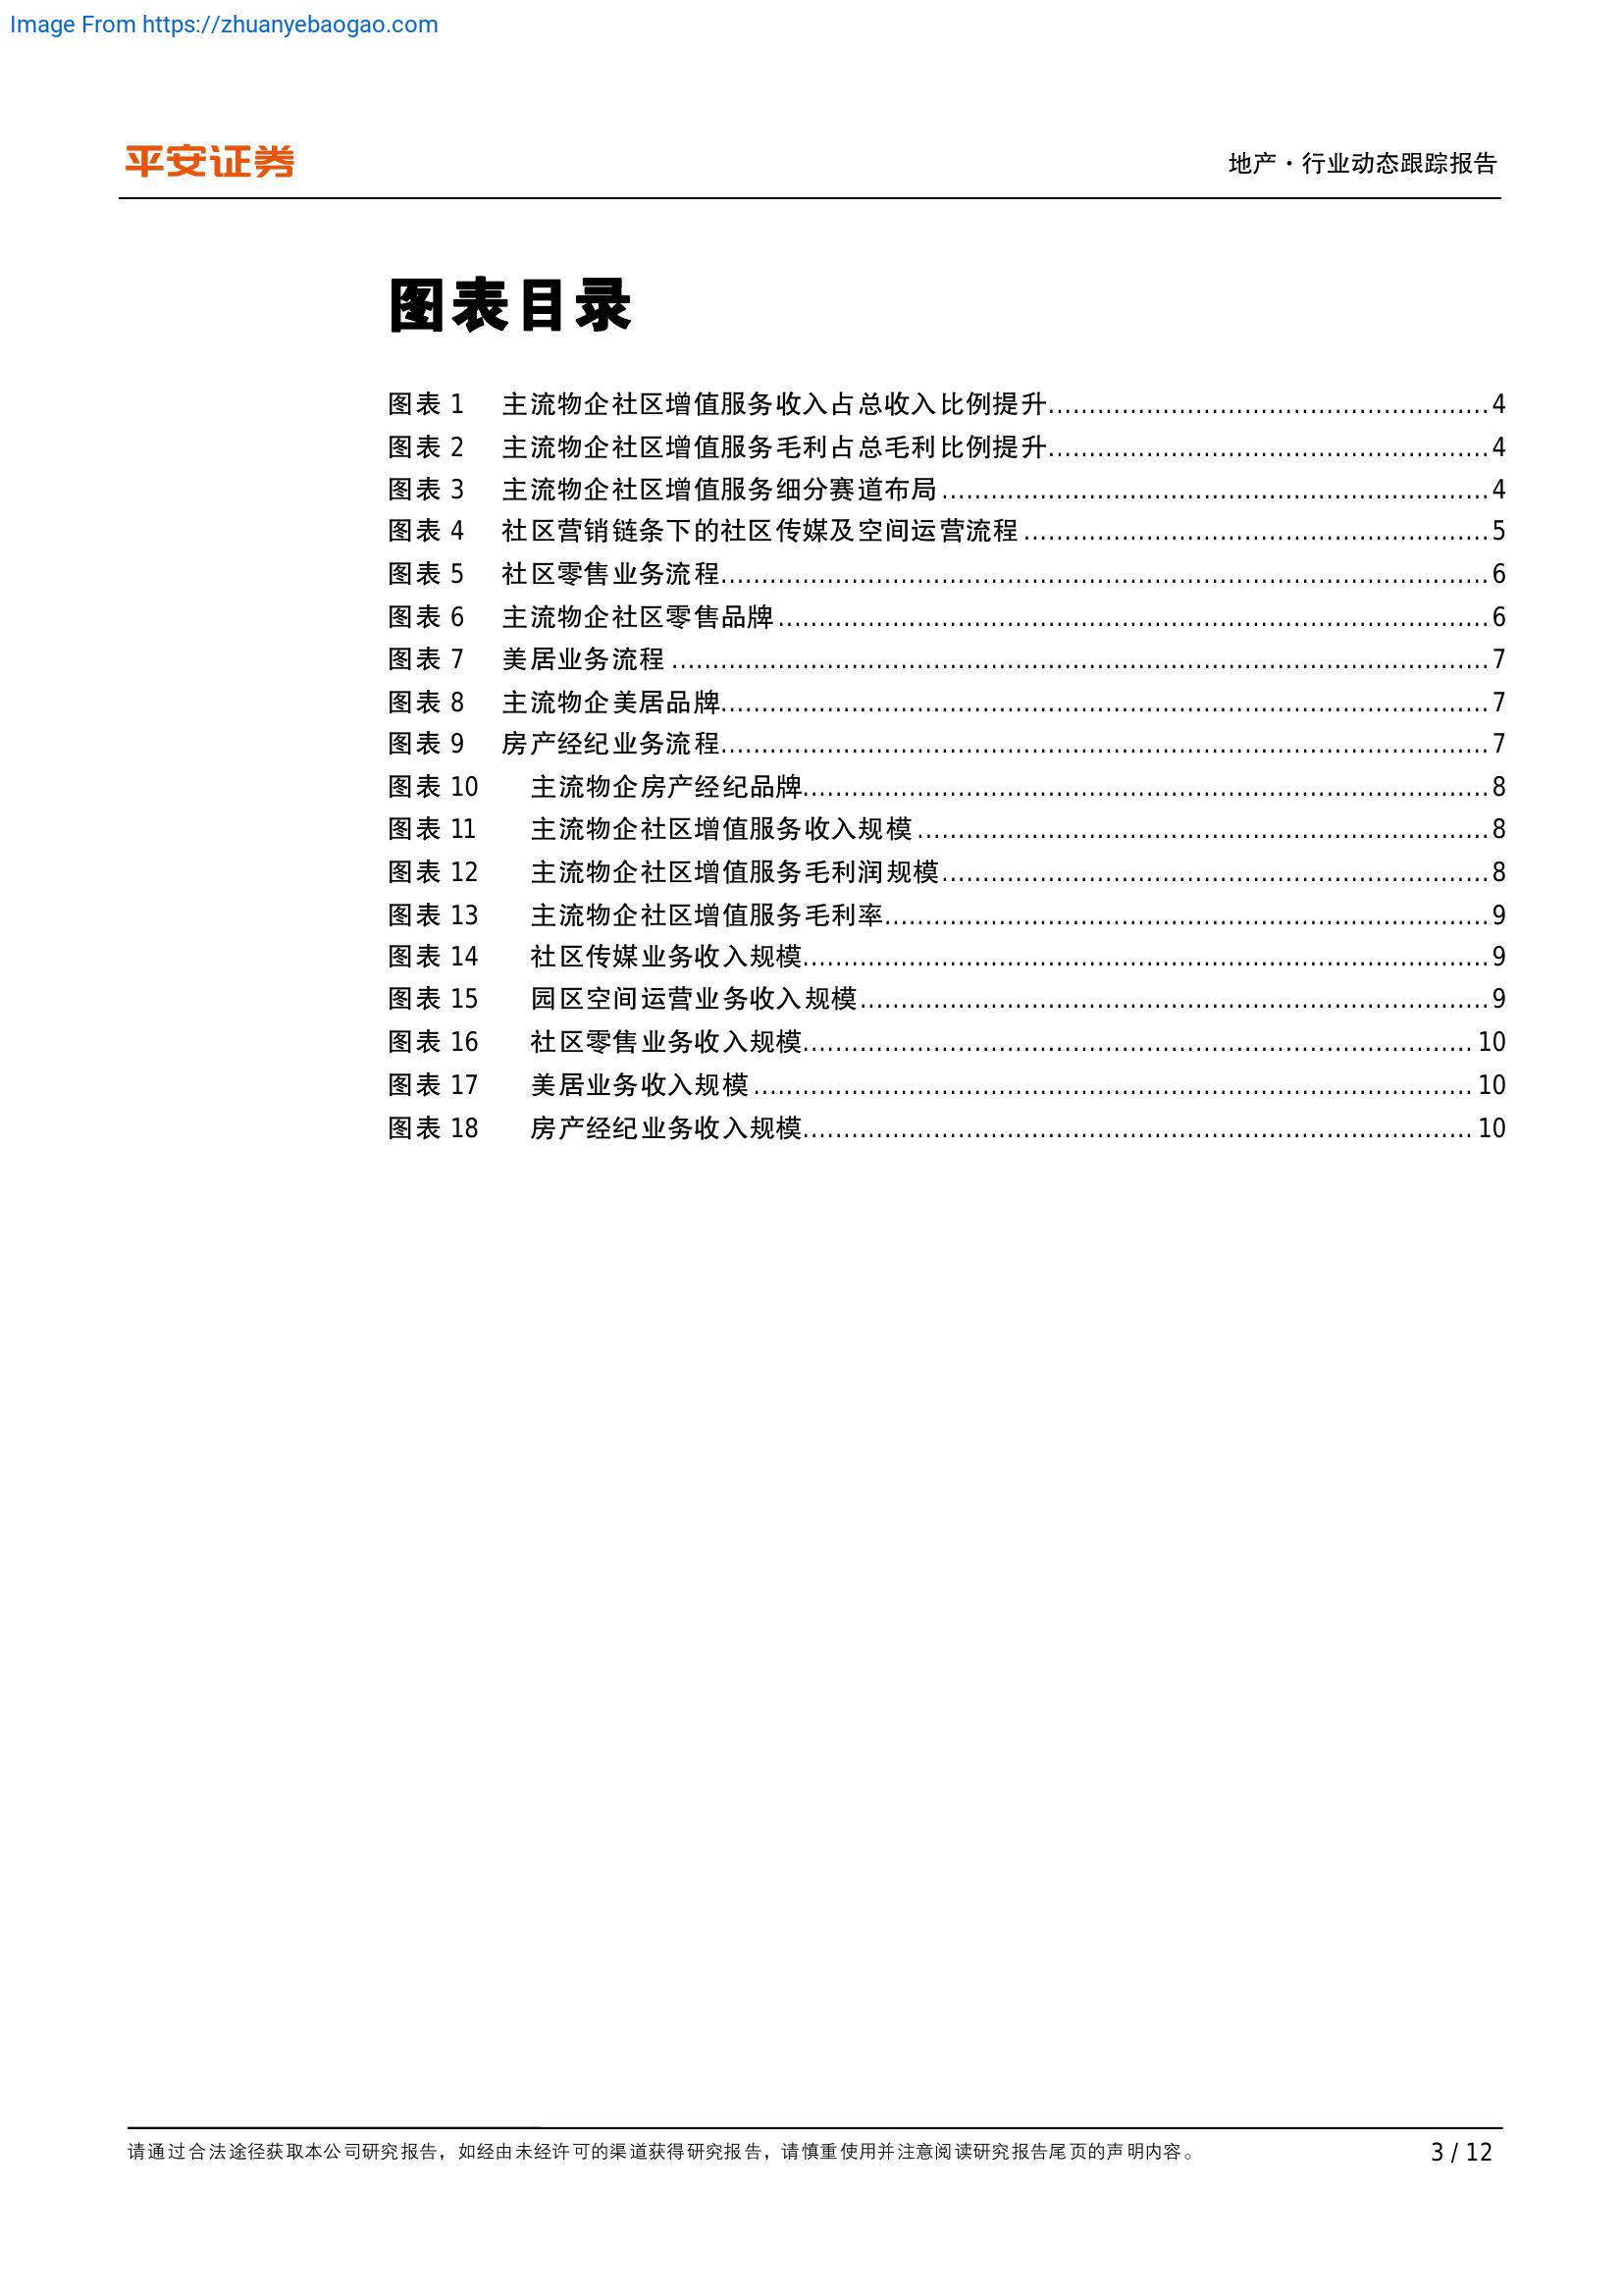 Image From https://zhuanyebaogao.com
平安证券
地产·行业动态跟踪报告
图表目录
图表 1 主流物企社区增值服务收入占总收入比例提升 4
图表 2 主流物企社区增值服务毛利占总毛利比例提升 4
图表 3 主流物企社区增值服务细分赛道布局 4
图表 4 社区营销链条下的社区传媒及空间运营流程 5
图表 5 社区零售业务流程 6
图表 6 主流物企社区零售品牌 6
图表 7 美居业务流程 7
图表 8 主流物企美居品牌 7
图表 9 房产经纪业务流程 7
图表 10 主流物企房产经纪品牌 8
图表 11 主流物企社区增值服务收入规模 8
图表 12 主流物企社区增值服务毛利润规模 8
图表 13 主流物企社区增值服务毛利率 9
图表 14 社区传媒业务收入规模 9
图表 15 园区空间运营业务收入规模 9
图表 16 社区零售业务收入规模 10
图表 17 美居业务收入规模 10
图表 18 房产经纪业务收入规模 10
请通过合法途径获取本公司研究报告，如经由未经许可的渠道获得研究报告，请慎重使用并注意阅读研究报告尾页的声明内容。 3 / 12